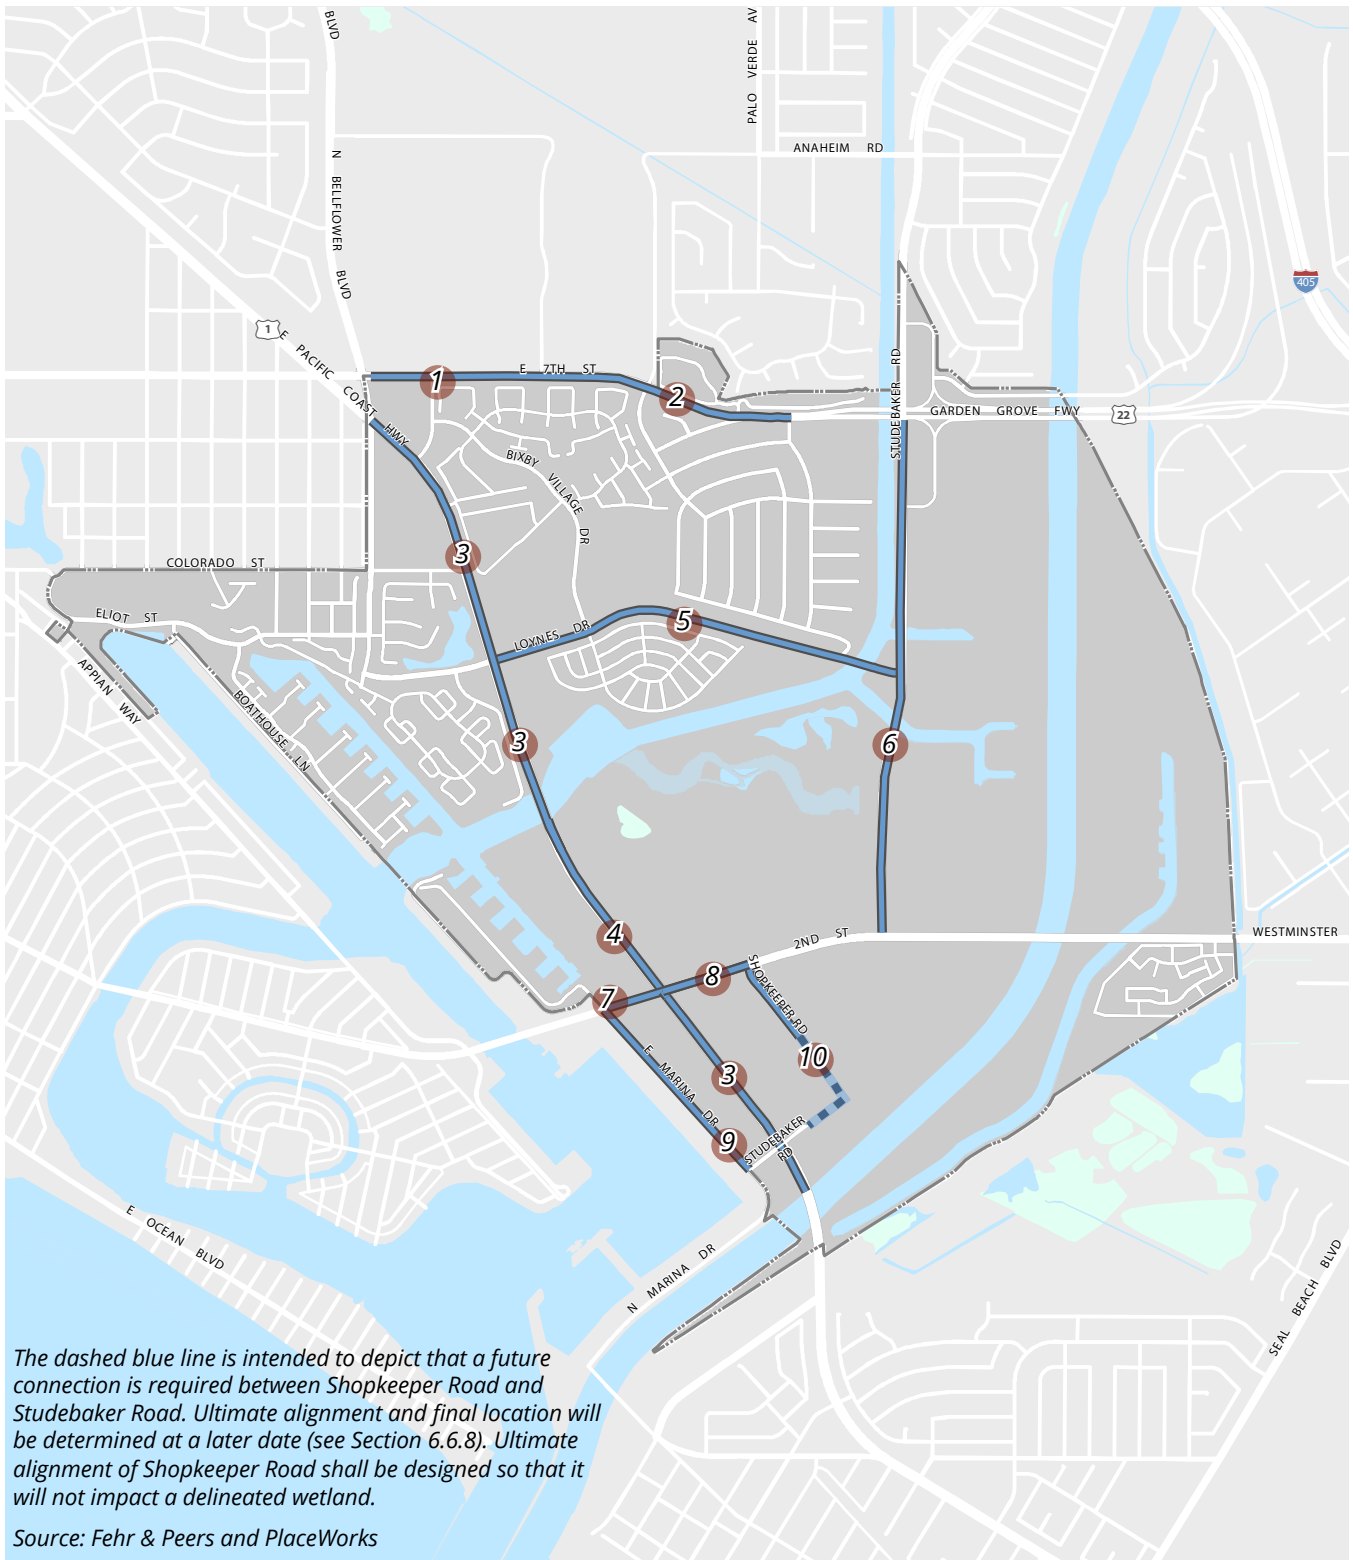 BLVD
N BELLFLOWER BLVD
PALO VERDE AV
ANAHEIM RD
405
1
E PACIFIC COAST HWY
1
E 7TH ST
2
STUDEBAKER RD
GARDEN GROVE FWY
22
BIXBY VILLAGE DR
3
COLORADO ST
ELIOT ST
LOYNES DR
5
APPIAN WAY
BOATHOUSE LN
3
6
4
2ND ST
WESTMINSTER
8
7
SHOPKEEPER RD
E MARINA DR
3
10
9
STUDEBAKER RD
E OCEAN BLVD
N MARINA DR
SEAL BEACH BLVD
The dashed blue line is intended to depict that a future
connection is required between Shopkeeper Road and
Studebaker Road. Ultimate alignment and final location will
be determined at a later date (see Section 6.6.8). Ultimate
alignment of Shopkeeper Road shall be designed so that it
will not impact a delineated wetland.
Source: Fehr & Peers and PlaceWorks